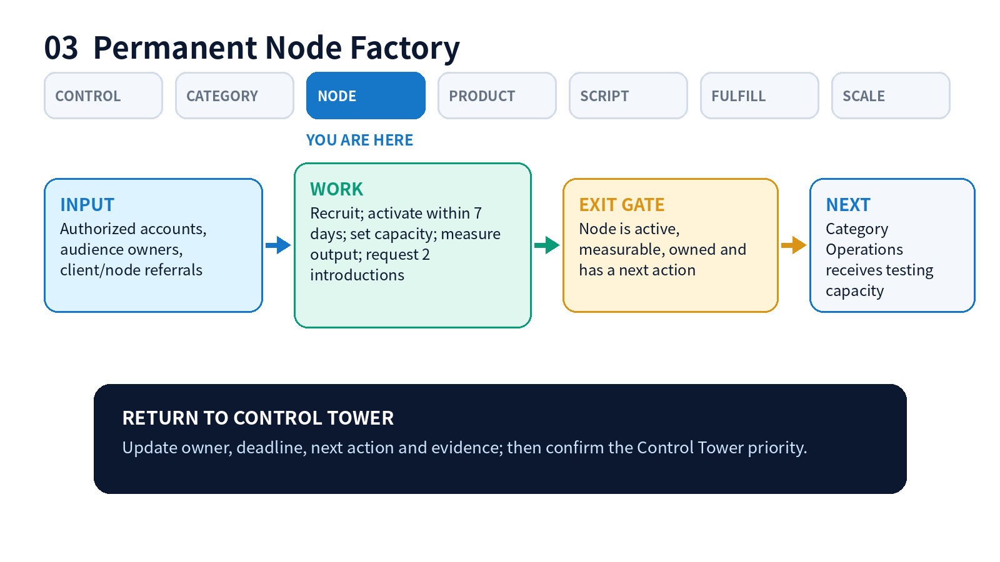 03 Permanent Node Factory
CONTROL
CATEGORY
NODE
PRODUCT
SCRIPT
FULFILL
SCALE
YOU ARE HERE
INPUT
Authorized accounts,
audience owners,
client/node referrals
WORK
Recruit; activate within 7
days; set capacity; measure
output; request 2
introductions
EXIT GATE
Node is active,
measurable, owned and
has a next action
NEXT
Category
Operations
receives testing
capacity
RETURN TO CONTROL TOWER
Update owner, deadline, next action and evidence; then confirm the Control Tower priority.